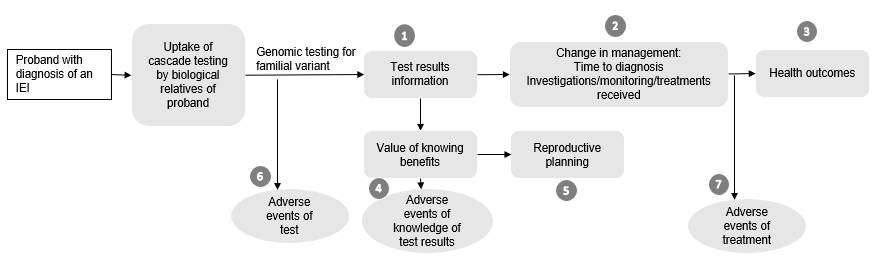 1
2
3
Proband with
diagnosis of an
IEI
Uptake of
cascade testing
by biological
relatives of
proband
Genomic testing for
familial variant
Test results
information
Change in management:
Time to diagnosis
Investigations/monitoring/treatments
received
Health outcomes
Value of knowing
benefits
Reproductive
planning
6
4
5
7
Adverse
events of
test
Adverse
events of
knowledge of
test results
Adverse
events of
treatment